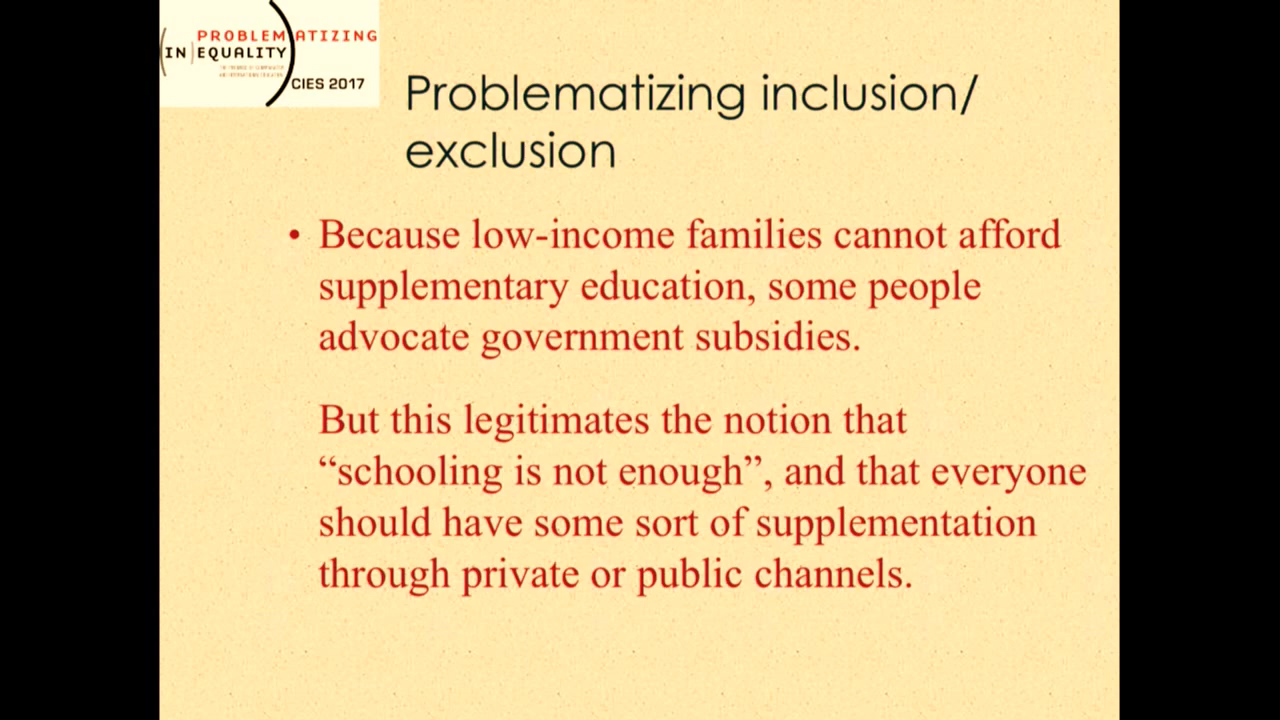 PROBLEMATIZING
(IN)EQUALITY
CIES 2017
Problematizing inclusion/
exclusion
• Because low-income families cannot afford
supplementary education, some people
advocate government subsidies.
But this legitimates the notion that
“schooling is not enough”, and that everyone
should have some sort of supplementation
through private or public channels.